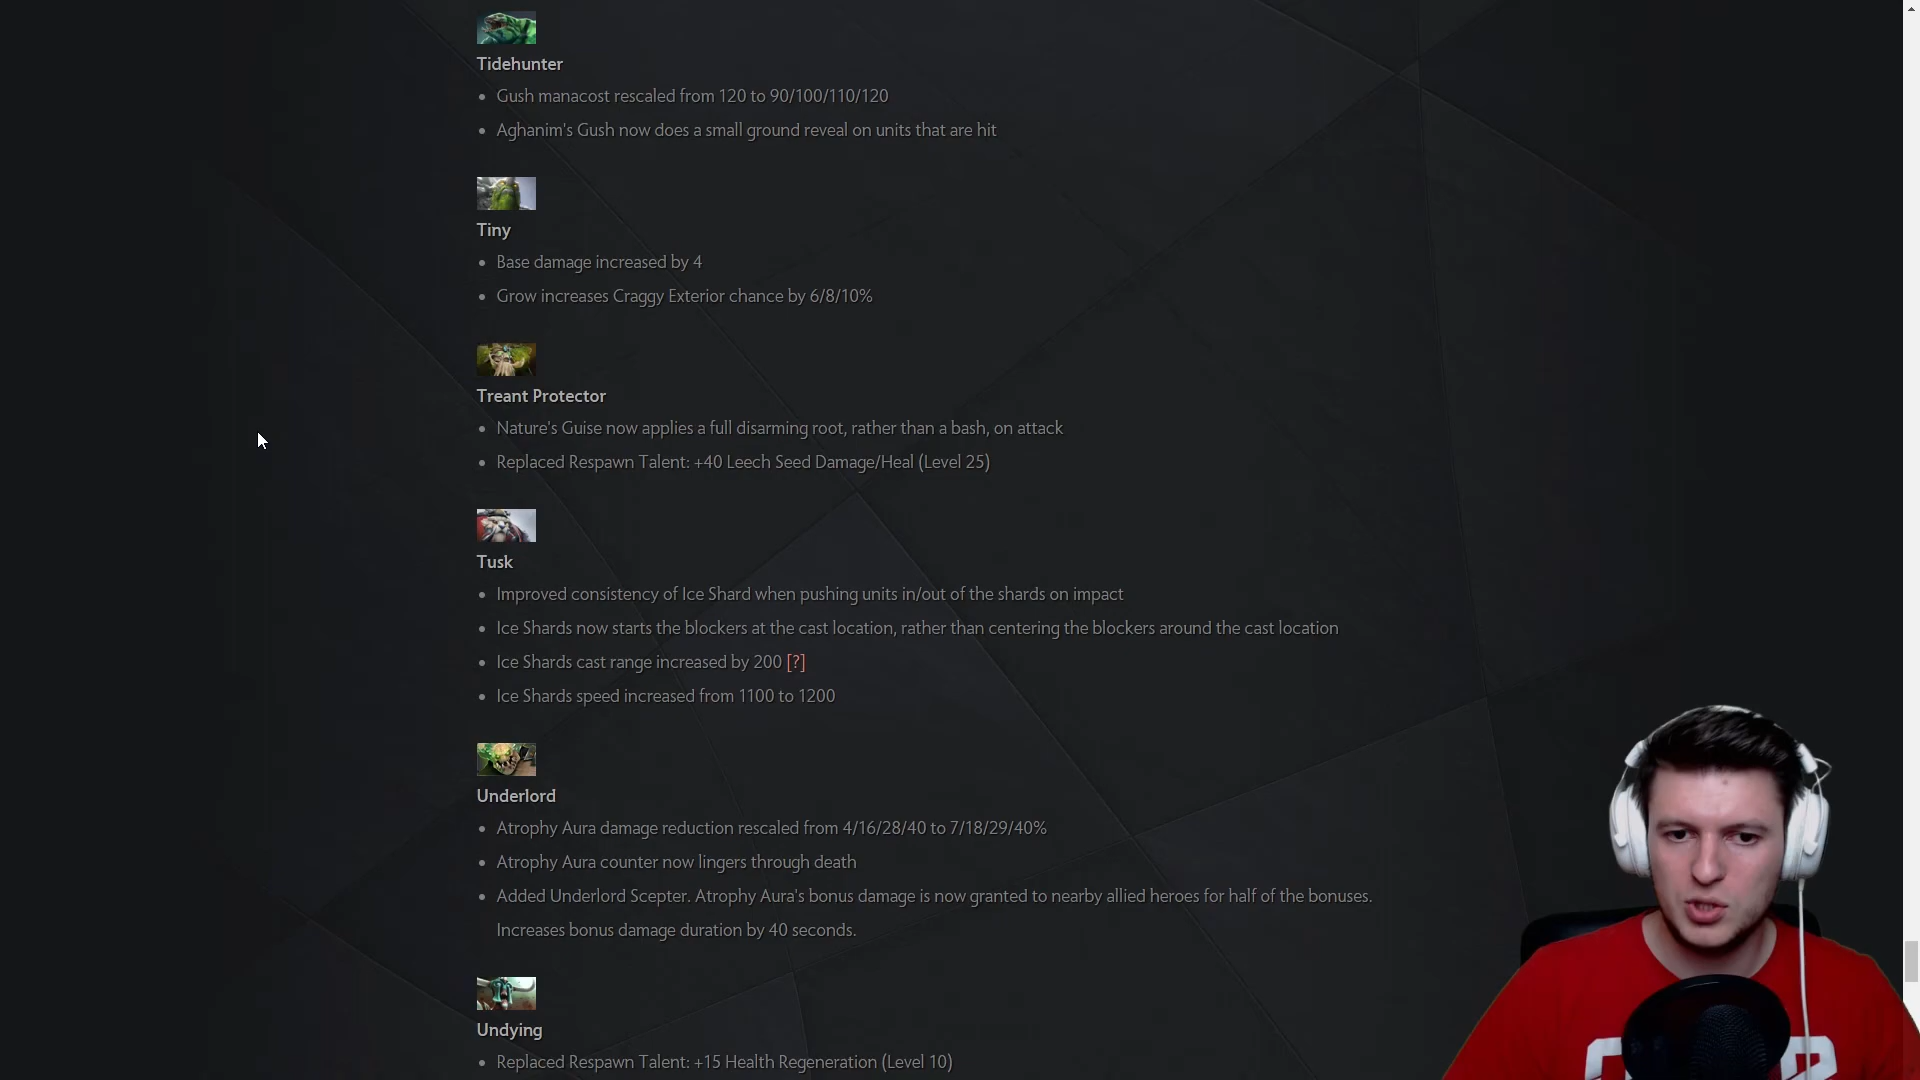 Tidehunter
• Gush manacost rescaled from 120 to 90/100/110/120
• Aghanim's Gush now does a small ground reveal on units that are hit
Tiny
• Base damage increased by 4
• Grow increases Craggy Exterior chance by 6/8/10%
Treant Protector
• Nature's Guise now applies a full disarming root, rather than a bash, on attack
• Replaced Respawn Talent: +40 Leech Seed Damage/Heal (Level 25)
Tusk
• Improved consistency of Ice Shard when pushing units in/out of the shards on impact
• Ice Shards now starts the blockers at the cast location, rather than centering the blockers around the cast location
• Ice Shards cast range increased by 200 [?]
• Ice Shards speed increased from 1100 to 1200
Underlord
• Atrophy Aura damage reduction rescaled from 4/16/28/40 to 7/18/29/40%
• Atrophy Aura counter now lingers through death
• Added Underlord Scepter. Atrophy Aura's bonus damage is now granted to nearby allied heroes for half of the bonuses.
Increases bonus damage duration by 40 seconds.
Undying
• Replaced Respawn Talent: +15 Health Regeneration (Level 10)